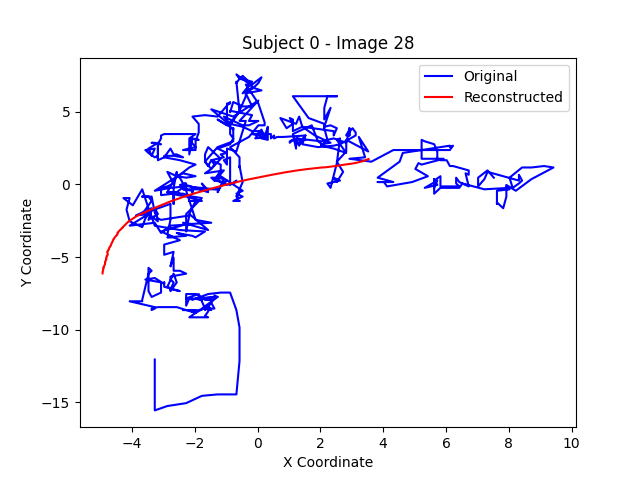 Subject 0 - Image 28
Original
Reconstructed
Y Coordinate
5
0
−5
−10
−15
−4 −2 0 2 4 6 8 10
X Coordinate